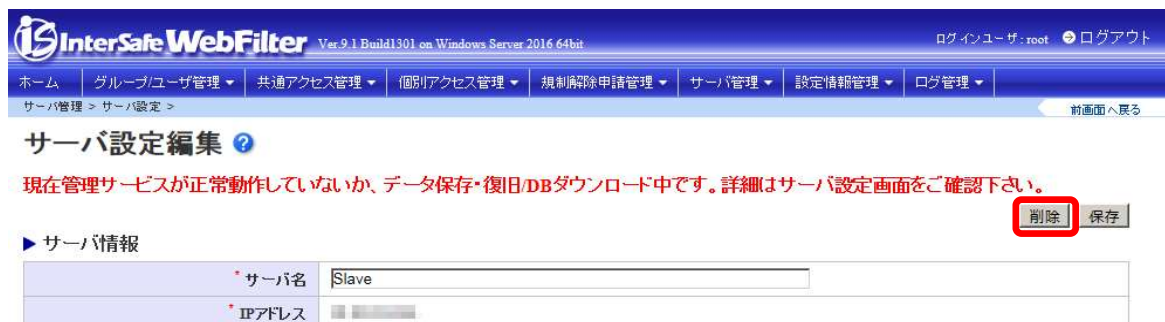 InterSafe WebFilter Ver.9.1 Build1301 on Windows Server 2016 64bit ログインユーザ:root ログアウト
ホーム グループ/ユーザ管理▼ 共通アクセス管理▼ 個別アクセス管理▼ 規制解除申請管理▼ サーバ管理▼ 設定情報管理▼ ログ管理▼
サーバ管理 > サーバ設定 > 前画面へ戻る
サーバ設定編集 ?
現在管理サービスが正常動作していないか、データ保存・復旧/DBダウンロード中です。詳細はサーバ設定画面をご確認下さい。
削除 保存
▶サーバ情報
*サーバ名 Slave
*IPアドレス